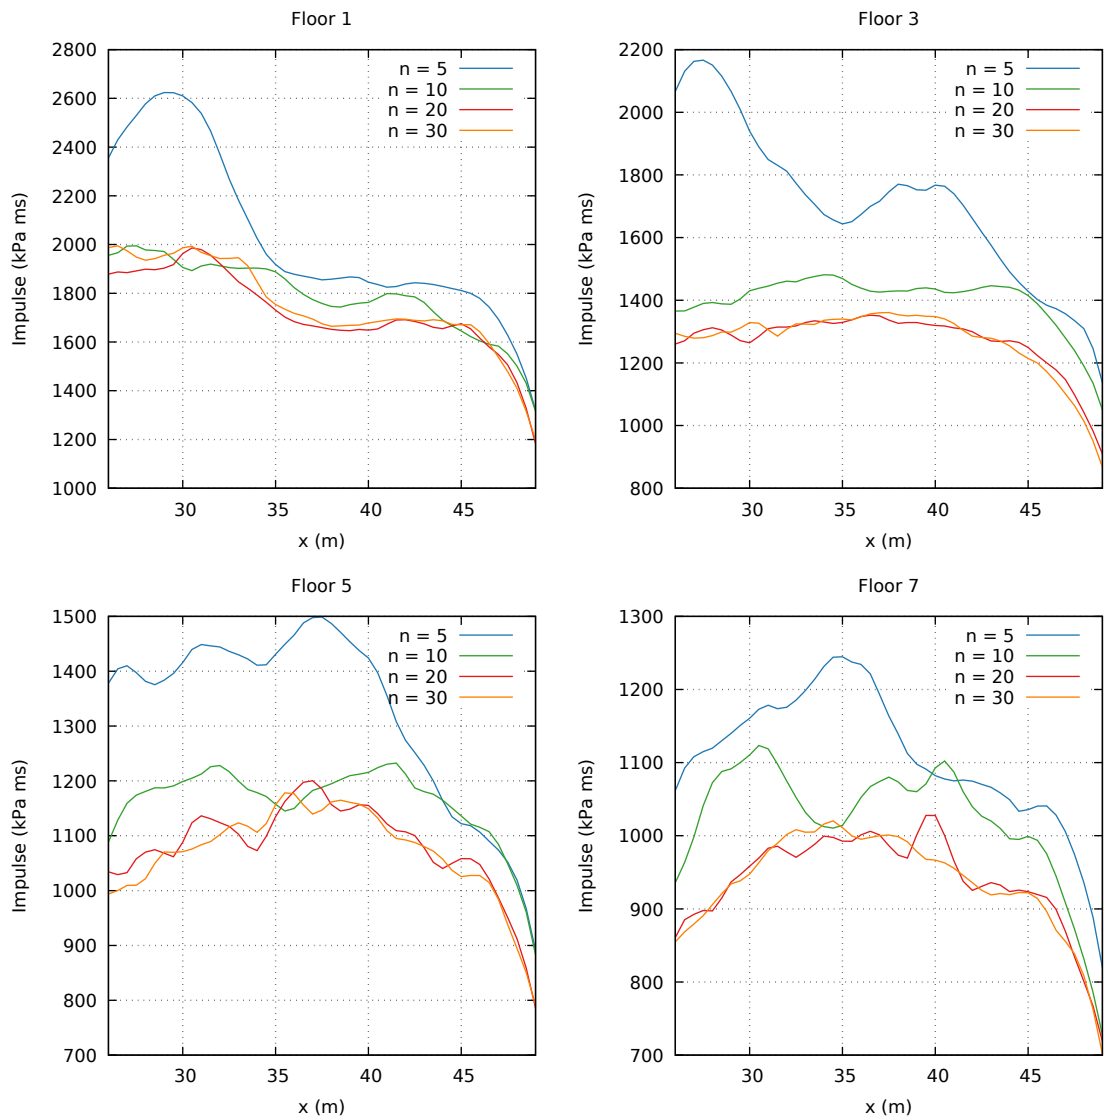 Floor 1
2800
2600
2400
2200
2000
1800
1600
1400
1200
1000
Impulse (kPa ms)
n = 5
n = 10
n = 20
n = 30
30 35 40 45
x (m)
Floor 3
2200
2000
1800
1600
1400
1200
1000
800
Impulse (kPa ms)
n = 5
n = 10
n = 20
n = 30
30 35 40 45
x (m)
Floor 5
1500
1400
1300
1200
1100
1000
900
800
700
Impulse (kPa ms)
n = 5
n = 10
n = 20
n = 30
30 35 40 45
x (m)
Floor 7
1300
1200
1100
1000
900
800
700
Impulse (kPa ms)
n = 5
n = 10
n = 20
n = 30
30 35 40 45
x (m)